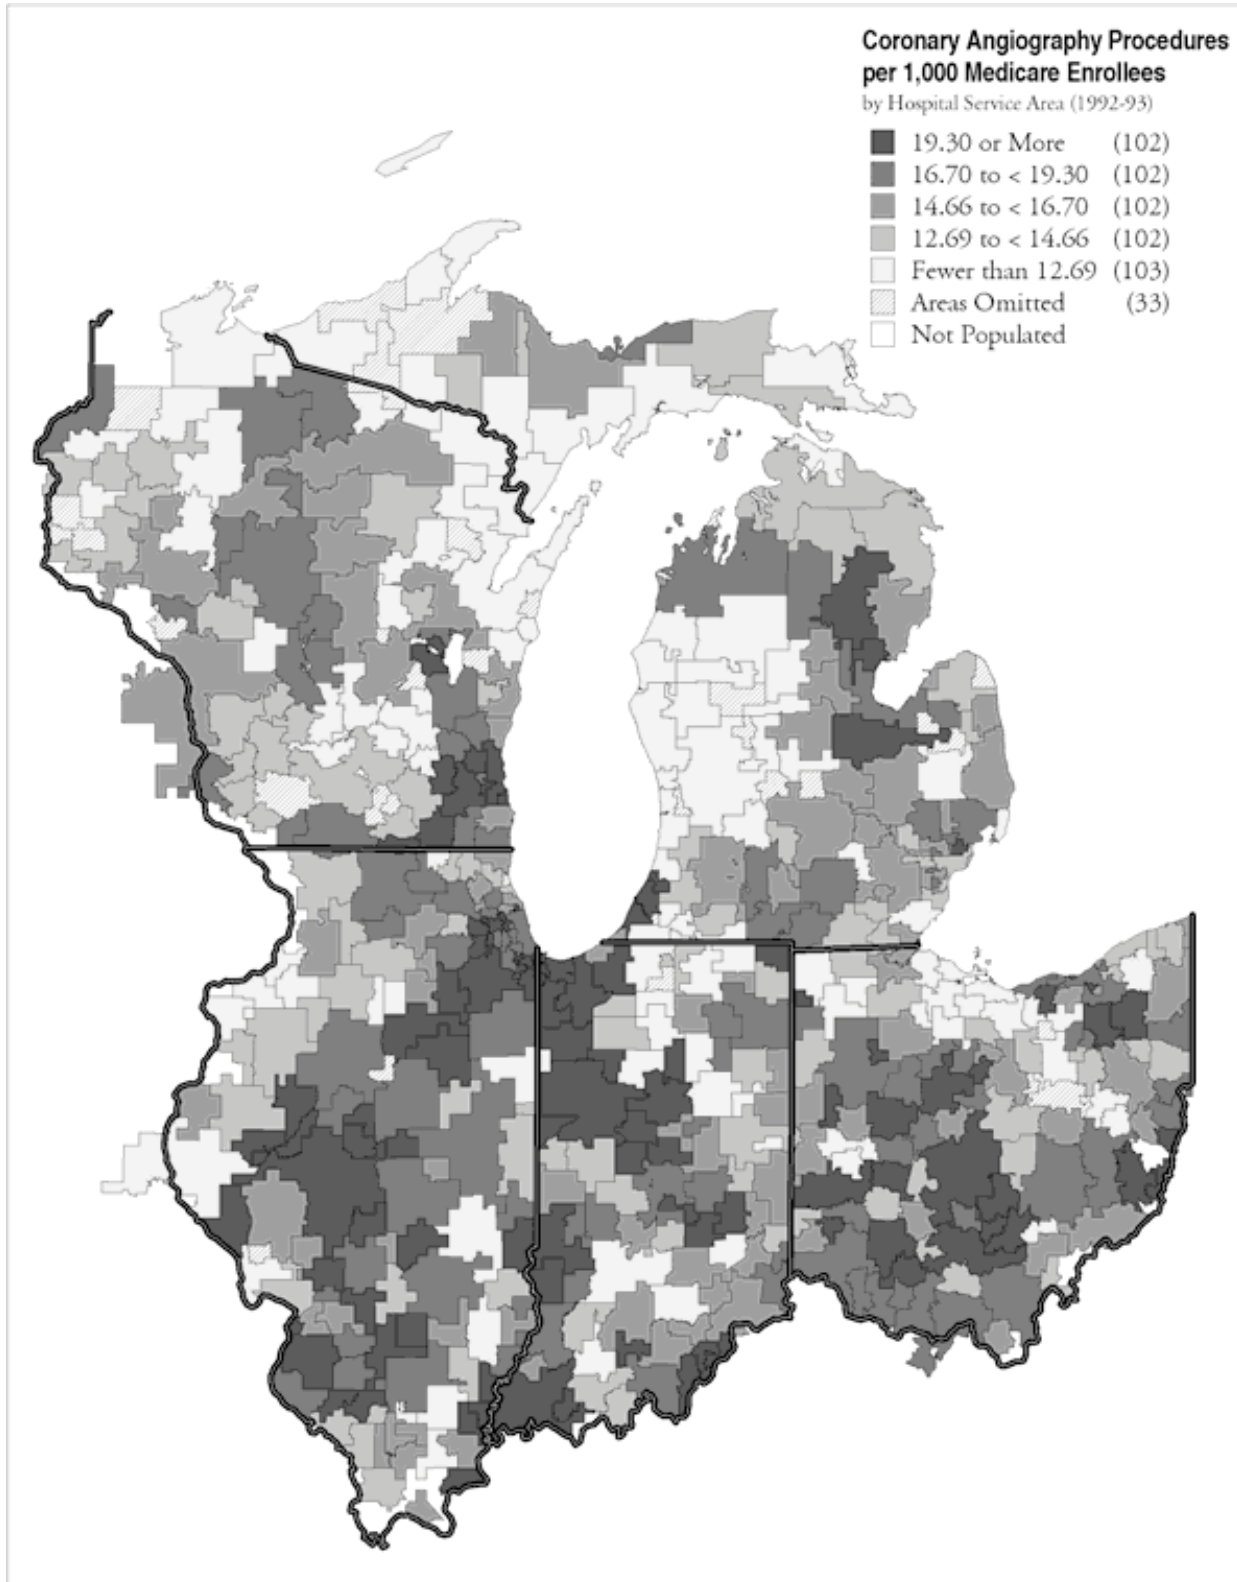 Coronary Angiography Procedures
per 1,000 Medicare Enrollees
by Hospital Service Area (1992-93)
19.30 or More (102)
16.70 to < 19.30 (102)
14.66 to < 16.70 (102)
12.69 to < 14.66 (102)
Fewer than 12.69 (103)
Areas Omitted (33)
Not Populated